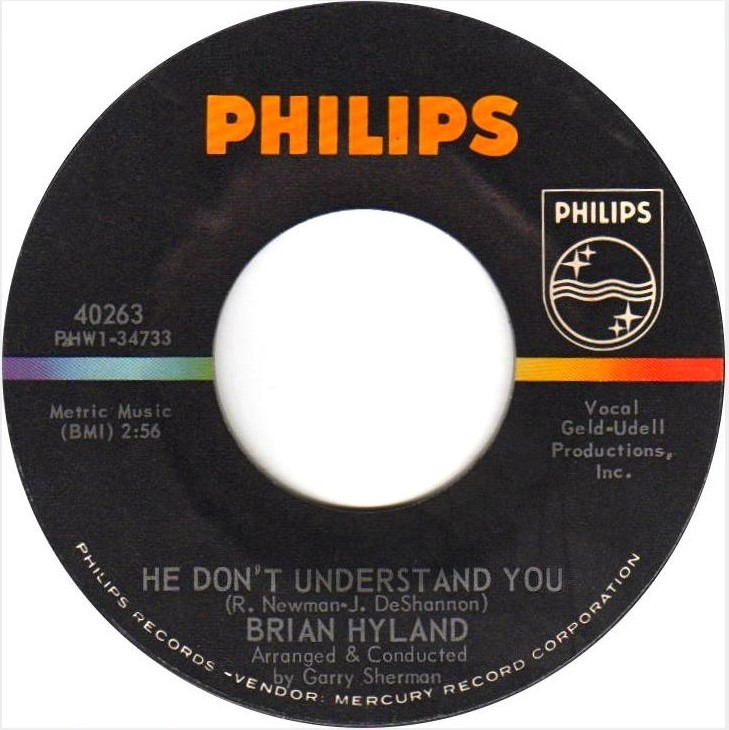 PHILIPS
PHILIPS
40263
PHW1-34733
Metric Music
(BMI) 2:56
Vocal
Geld-Udell
Productions,
Inc.
HE DON'T UNDERSTAND YOU
(R. Newman-J. DeShannon)
BRIAN HYLAND
Arranged & Conducted
by Garry Sherman
PHILIPS RECORDS -VENDOR: MERCURY RECORD CORPORATION